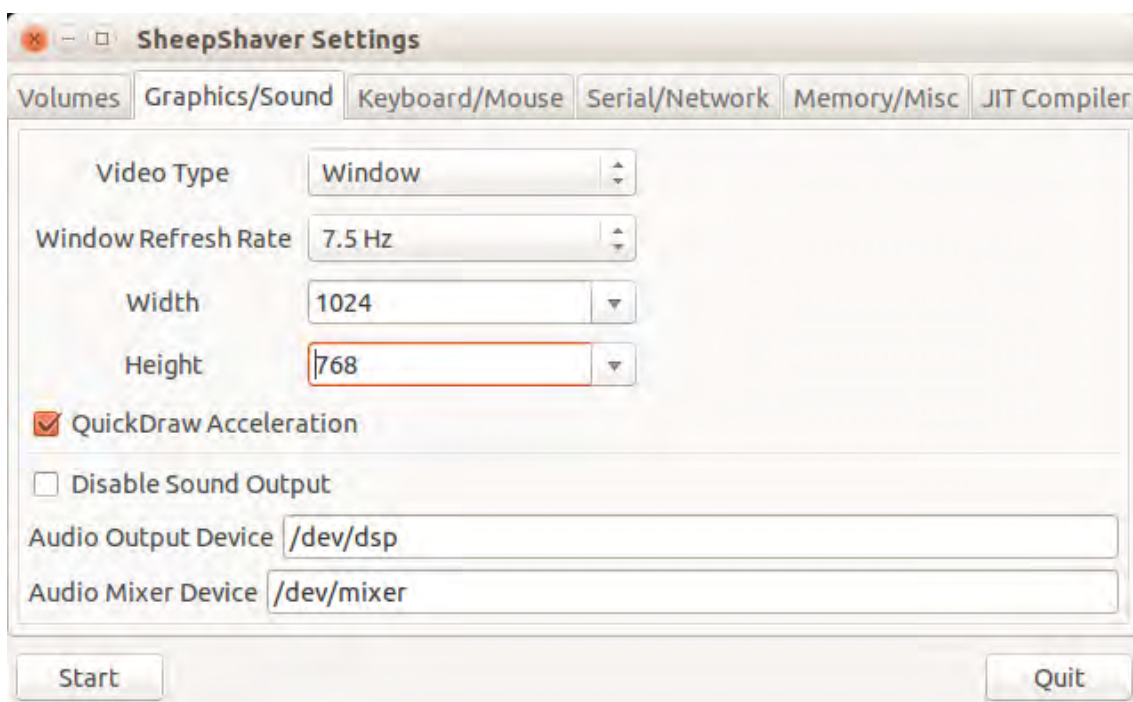 SheepShaver Settings
Volumes Graphics/Sound Keyboard/Mouse Serial/Network Memory/Misc JIT Compiler
Video Type Window
Window Refresh Rate 7.5 Hz
Width 1024
Height 768
QuickDraw Acceleration
Disable Sound Output
Audio Output Device /dev/dsp
Audio Mixer Device /dev/mixer
Start Quit